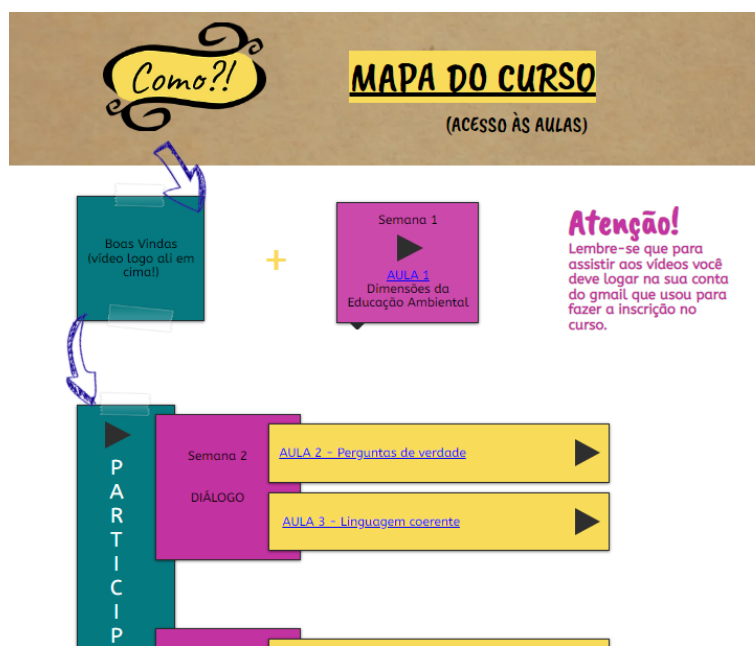 Como?!
MAPA DO CURSO
(ACESSO ÀS AULAS)
Boas Vindas
(vídeo logo ali em
cima!)
+
Semana 1
AULA 1
Dimensões da
Educação Ambiental
Atenção!
Lembre-se que para
assistir aos vídeos você
deve logar na sua conta
do gmail que usou para
fazer a inscrição no
curso.
P
A
R
T
I
C
I
P
Semana 2
DIÁLOGO
AULA 2 - Perguntas de verdade
AULA 3 - Linguagem coerente